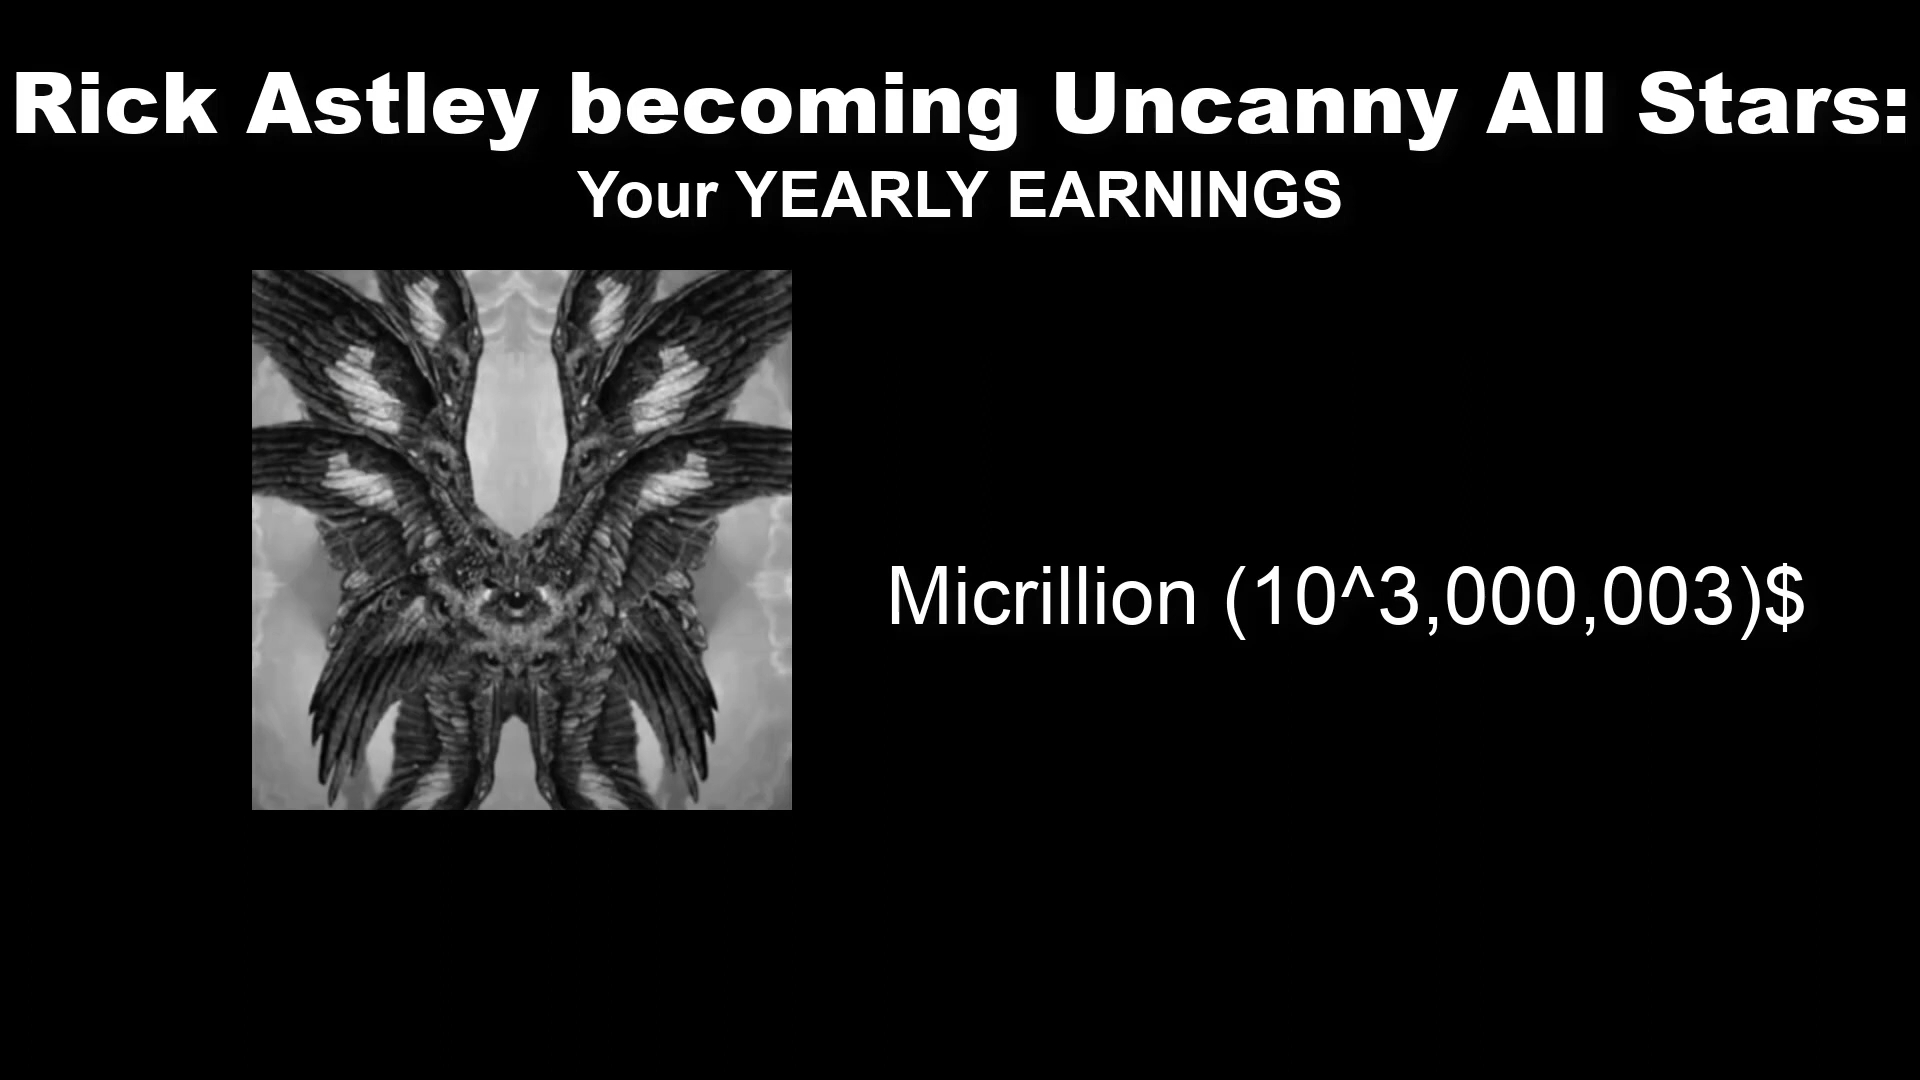 Rick Astley becoming Uncanny All Stars:
Your YEARLY EARNINGS
Micrillion (10^3,000,003)$